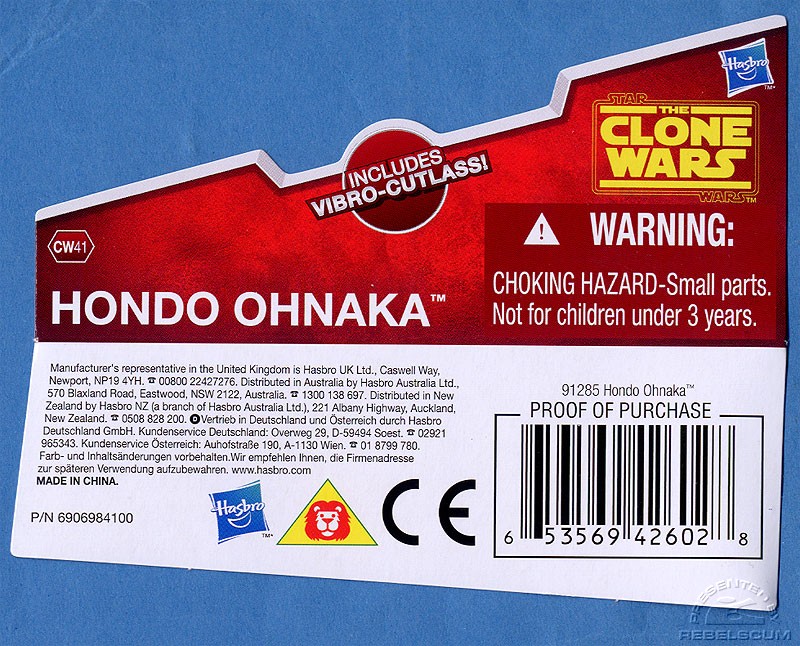 Hasbro
TM*
STAR
THE
CLONE
WARS
WARS™
INCLUDES
VIBRO-CUTLASS!
CW41
HONDO OHNAKA™
WARNING:
CHOKING HAZARD-Small parts.
Not for children under 3 years.
Manufacturer's representative in the United Kingdom is Hasbro UK Ltd., Caswell Way,
Newport, NP19 4YH. ☎ 00800 22427276. Distributed in Australia by Hasbro Australia Ltd.,
570 Blaxland Road, Eastwood, NSW 2122, Australia. ☎ 1300 138 697. Distributed in New
Zealand by Hasbro NZ (a branch of Hasbro Australia Ltd.), 221 Albany Highway, Auckland,
New Zealand. ☎ 0508 828 200. D Vertrieb in Deutschland und Österreich durch Hasbro
Deutschland GmbH. Kundenservice Deutschland: Overweg 29, D-59494 Soest. ☎ 02921
965343. Kundenservice Österreich: Auhofstraße 190, A-1130 Wien. ☎ 01 8799 780.
Farb- und Inhaltsänderungen vorbehalten.Wir empfehlen Ihnen, die Firmenadresse
zur späteren Verwendung aufzubewahren. www.hasbro.com
MADE IN CHINA.
P/N 6906984100
Hasbro
TM*
CE
91285 Hondo Ohnaka™
PROOF OF PURCHASE
6 53569 42602 8
PRESENTED BY
REBELSCUM